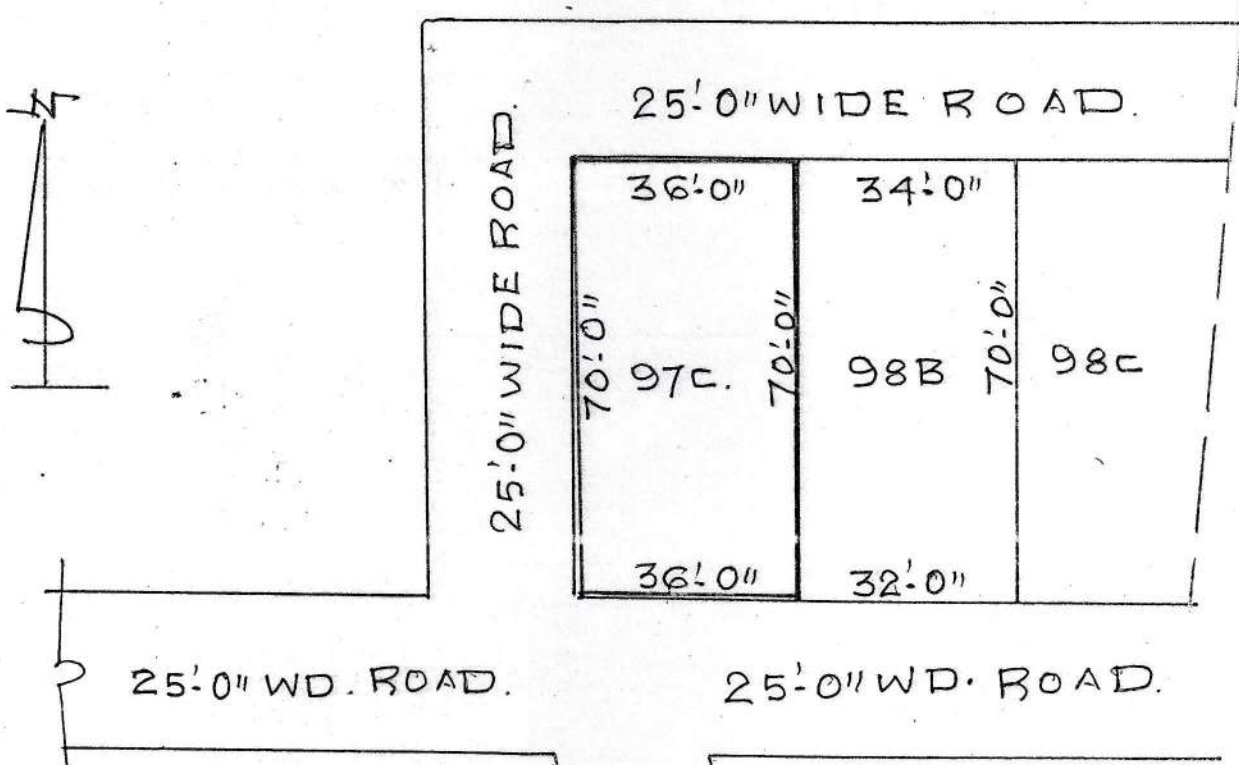 N
25'-0" WIDE ROAD.
25'-0" WIDE ROAD.
36'-0"
34'-0"
70'-0"
97C.
70'-0"
98B
70'-0"
98C
36'-0"
32'-0"
25'-0" WD. ROAD.
25'-0" WD. ROAD.